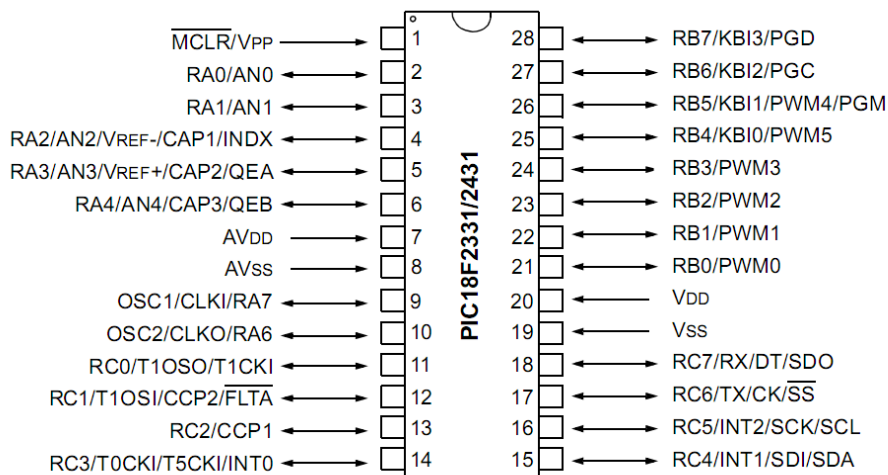 MCLR/VPP
RA0/AN0
RA1/AN1
RA2/AN2/VREF-/CAP1/INDX
RA3/AN3/VREF+/CAP2/QEA
RA4/AN4/CAP3/QEB
AVDD
AVSS
OSC1/CLKI/RA7
OSC2/CLKO/RA6
RC0/T1OSO/T1CKI
RC1/T1OSI/CCP2/FLTA
RC2/CCP1
RC3/T0CKI/T5CKI/INT0
1
2
3
4
5
6
7
8
9
10
11
12
13
14
PIC18F2331/2431
28
27
26
25
24
23
22
21
20
19
18
17
16
15
RB7/KBI3/PGD
RB6/KBI2/PGC
RB5/KBI1/PWM4/PGM
RB4/KBI0/PWM5
RB3/PWM3
RB2/PWM2
RB1/PWM1
RB0/PWM0
VDD
VSS
RC7/RX/DT/SDO
RC6/TX/CK/SS
RC5/INT2/SCK/SCL
RC4/INT1/SDI/SDA